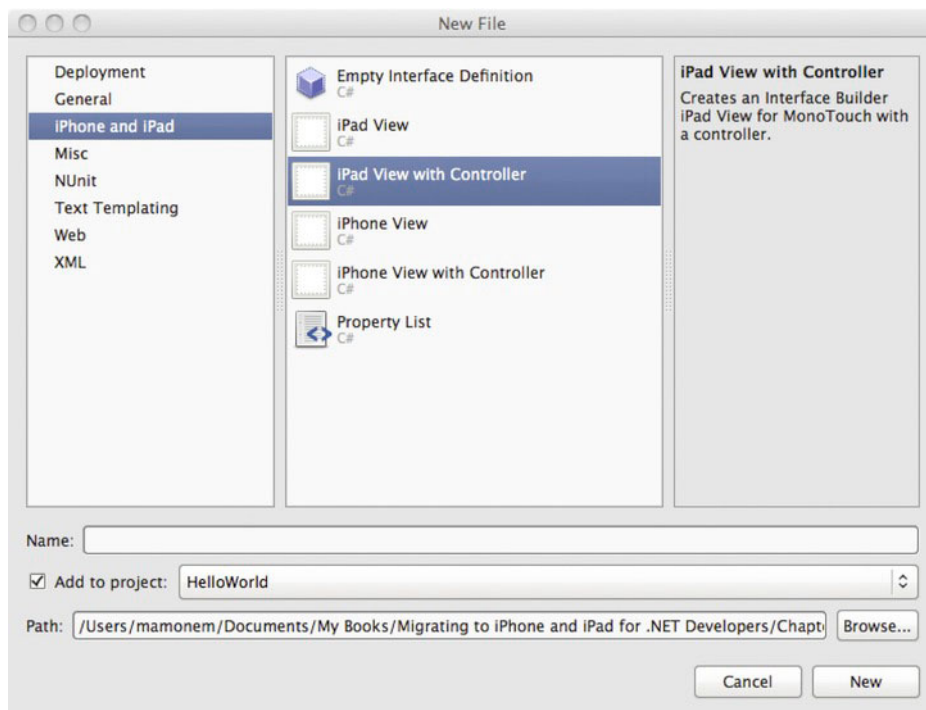 New File
Deployment
General
iPhone and iPad
Misc
NUnit
Text Templating
Web
XML
Empty Interface Definition
C#
iPad View
C#
iPad View with Controller
C#
iPhone View
C#
iPhone View with Controller
C#
Property List
C#
iPad View with Controller
Creates an Interface Builder
iPad View for MonoTouch with
a controller.
Name:
Add to project: HelloWorld
Path: /Users/mamonem/Documents/My Books/Migrating to iPhone and iPad for .NET Developers/Chapt Browse...
Cancel New